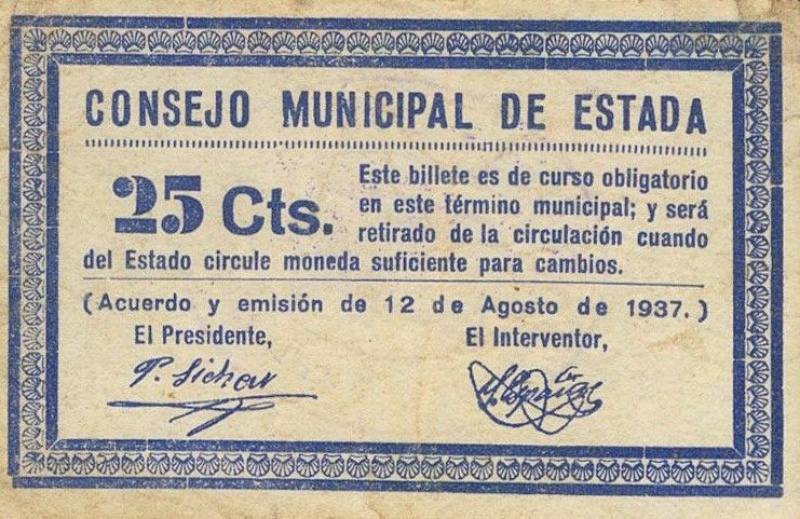 CONSEJO MUNICIPAL DE ESTADA
25 Cts.
Este billete es de curso obligatorio
en este término municipal; y será
retirado de la circulación cuando
del Estado circule moneda suficiente para cambios.
(Acuerdo y emisión de 12 de Agosto de 1937.)
El Presidente,
El Interventor,
P. Sichar